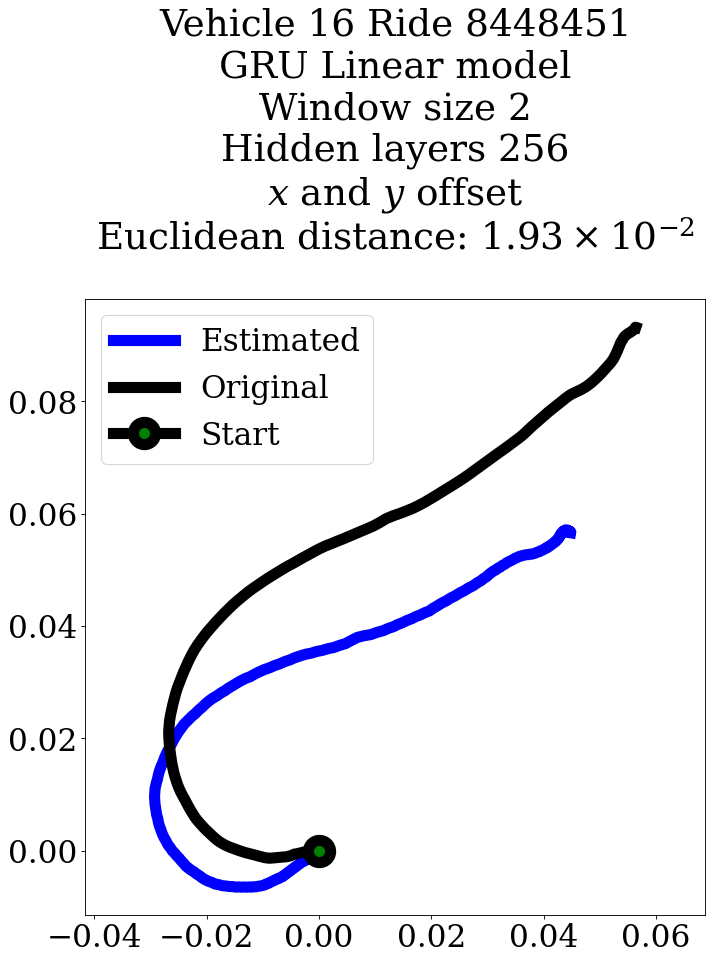 Vehicle 16 Ride 8448451
GRU Linear model
Window size 2
Hidden layers 256
x and y offset
Euclidean distance: 1.93 × 10⁻²
Estimated
Original
Start
0.08
0.06
0.04
0.02
0.00
−0.04 −0.02 0.00 0.02 0.04 0.06